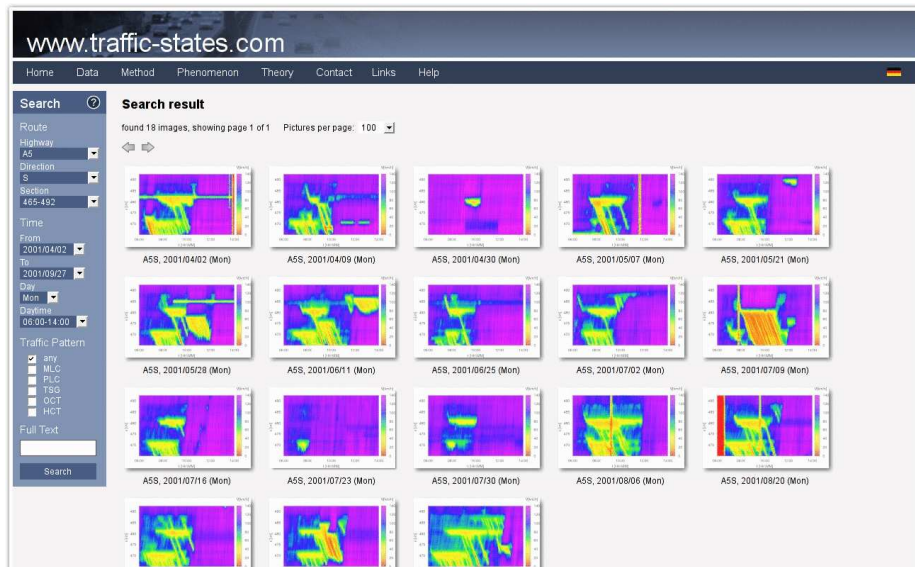 www.traffic-states.com
Home Data Method Phenomenon Theory Contact Links Help
Search ?
Route
Highway
A5
Direction
S
Section
465-492
Time
From
2001/04/02
To
2001/09/27
Day
Mon
Daytime
06:00-14:00
Traffic Pattern
any
MLC
PLC
TSG
OCT
HCT
Full Text
Search
Search result
found 18 images, showing page 1 of 1 Pictures per page: 100
A5S, 2001/04/02 (Mon) A5S, 2001/04/09 (Mon) A5S, 2001/04/30 (Mon) A5S, 2001/05/07 (Mon) A5S, 2001/05/21 (Mon)
A5S, 2001/05/28 (Mon) A5S, 2001/06/11 (Mon) A5S, 2001/06/25 (Mon) A5S, 2001/07/02 (Mon) A5S, 2001/07/09 (Mon)
A5S, 2001/07/16 (Mon) A5S, 2001/07/23 (Mon) A5S, 2001/07/30 (Mon) A5S, 2001/08/06 (Mon) A5S, 2001/08/20 (Mon)